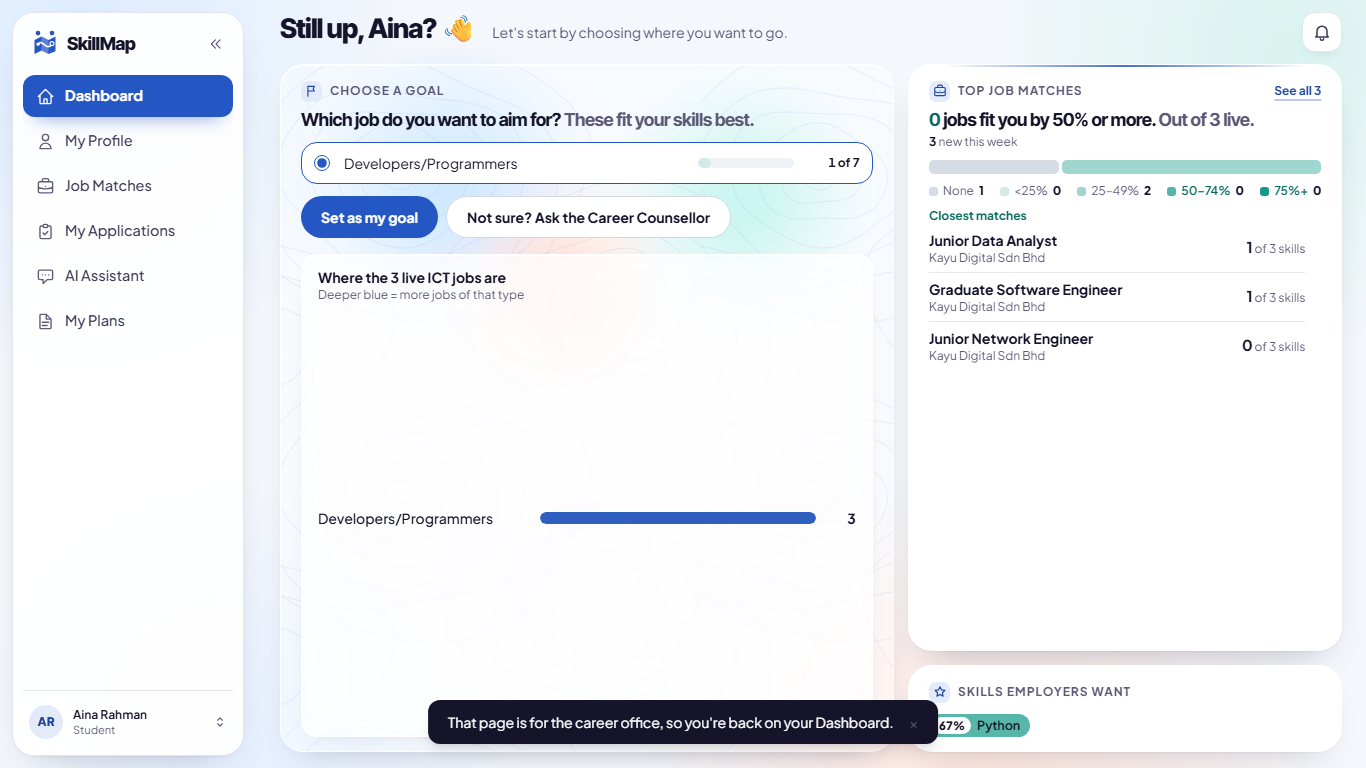 SkillMap
Dashboard
My Profile
Job Matches
My Applications
AI Assistant
My Plans
AR
Aina Rahman
Student
Still up, Aina? 👋
Let's start by choosing where you want to go.
CHOOSE A GOAL
Which job do you want to aim for? These fit your skills best.
Developers/Programmers
1 of 7
Set as my goal
Not sure? Ask the Career Counsellor
Where the 3 live ICT jobs are
Deeper blue = more jobs of that type
Developers/Programmers
3
TOP JOB MATCHES
See all 3
0 jobs fit you by 50% or more. Out of 3 live.
3 new this week
None 1 <25% 0 25–49% 2 50–74% 0 75%+ 0
Closest matches
Junior Data Analyst
Kayu Digital Sdn Bhd
1 of 3 skills
Graduate Software Engineer
Kayu Digital Sdn Bhd
1 of 3 skills
Junior Network Engineer
Kayu Digital Sdn Bhd
0 of 3 skills
SKILLS EMPLOYERS WANT
67% Python
That page is for the career office, so you're back on your Dashboard. ×